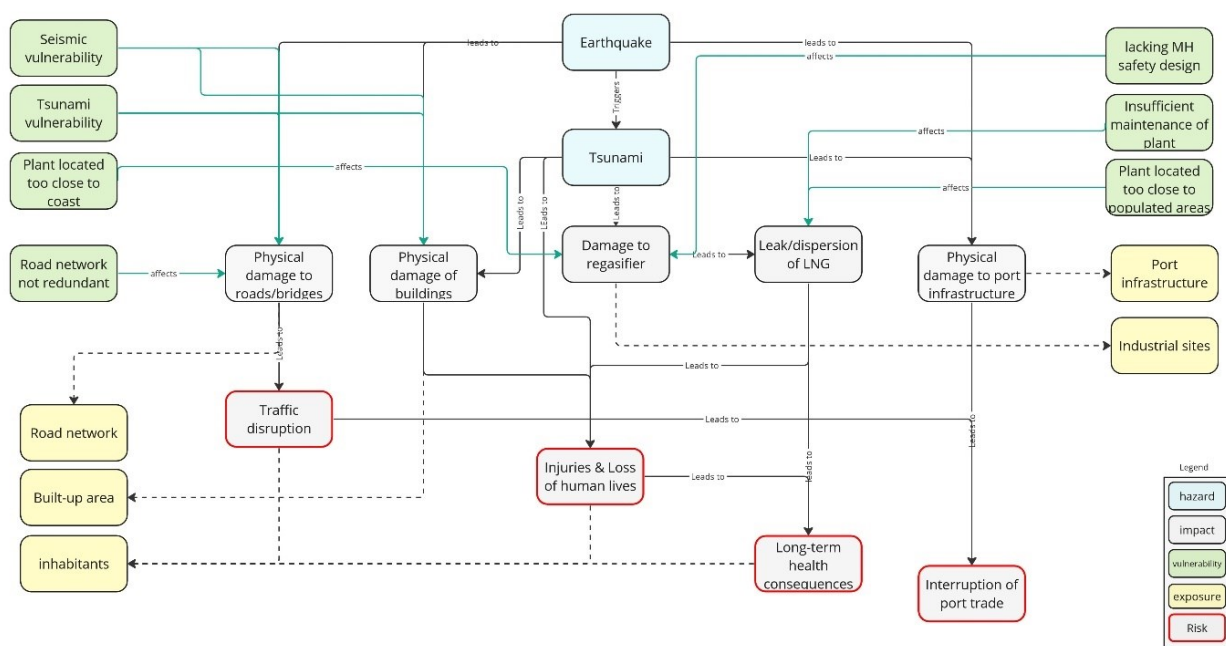 Seismic
vulnerability
leads to
Earthquake
leads to
lacking MH
safety design
affects
Triggers
Tsunami
vulnerability
Insufficient
maintenance of
plant
affects
Tsunami
Leads to
Plant located
too close to
coast
affects
Leads to
LEads to
Leads to
affects
Plant located
too close to
populated areas
Road network
not redundant
affects
Physical
damage to
roads/bridges
Physical
damage of
buildings
Damage to
regasifier
Leads to
Leak/dispersion
of LNG
Physical
damage to port
infrastructure
Port
infrastructure
Industrial sites
Leads to
Leads to
Road network
Traffic
disruption
Leads to
Leads to
Injuries & Loss
of human lives
Leads to
leads to
Built-up area
inhabitants
Long-term
health
consequences
Interruption of
port trade
Legend
hazard
impact
vulnerability
exposure
Risk